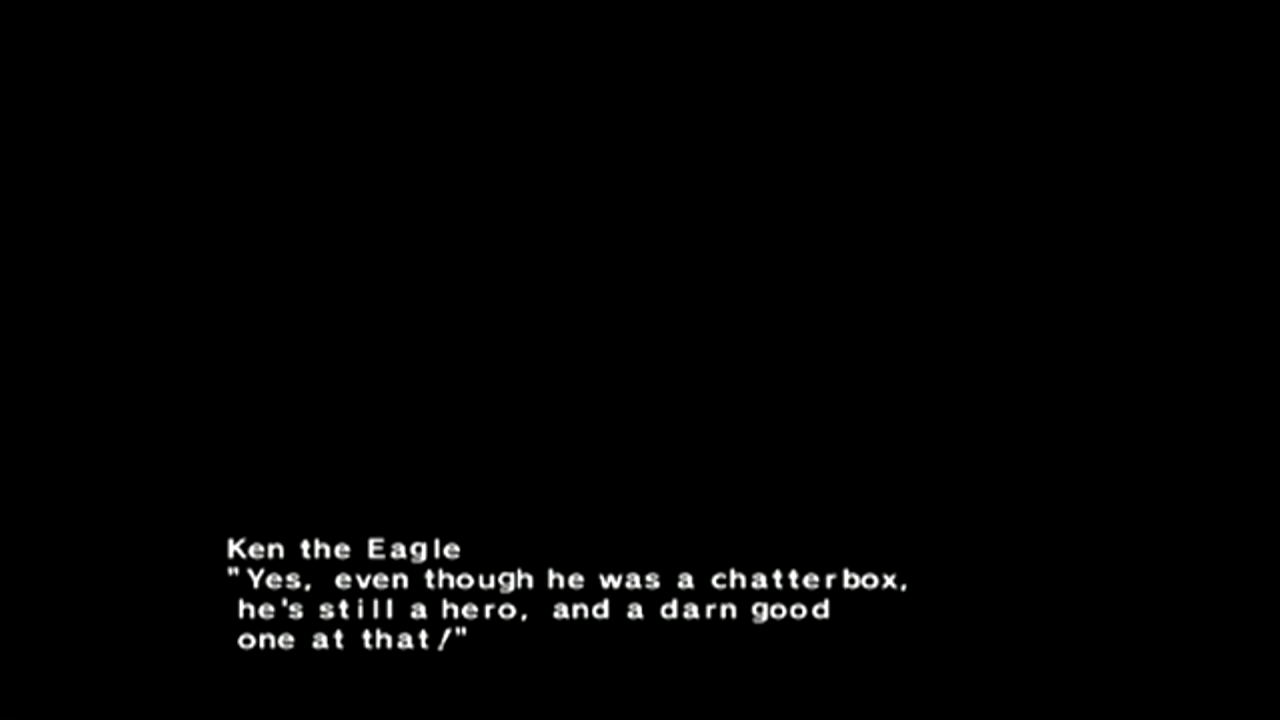 Ken the Eagle
"Yes, even though he was a chatterbox,
he's still a hero, and a darn good
one at that!"